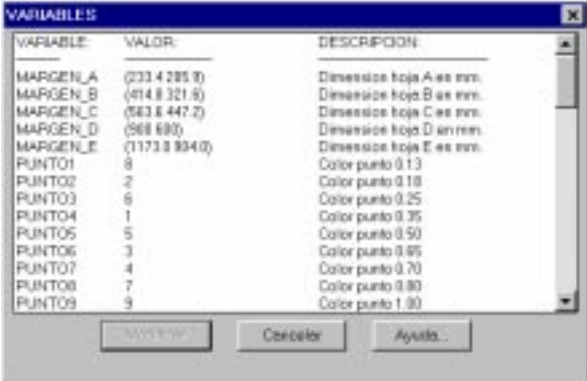 VARIABLES
VARIABLE: VALOR: DESCRIPCION:
MARGEN_A (233.4 205.9) Dimension hoja A en mm.
MARGEN_B (414.8 321.6) Dimension hoja B en mm.
MARGEN_C (563.6 447.2) Dimension hoja C en mm.
MARGEN_D (900 600) Dimension hoja D en mm.
MARGEN_E (1173.0 904.0) Dimension hoja E en mm.
PUNTO1 8 Color punto 0.13
PUNTO2 2 Color punto 0.18
PUNTO3 6 Color punto 0.25
PUNTO4 1 Color punto 0.35
PUNTO5 5 Color punto 0.50
PUNTO6 3 Color punto 0.65
PUNTO7 4 Color punto 0.70
PUNTO8 7 Color punto 0.80
PUNTO9 9 Color punto 1.00
Cancelar Ayuda...